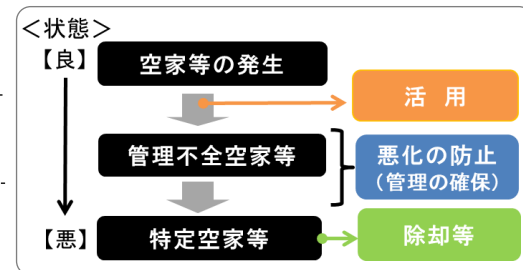 ＜状態＞
【良】
空家等の発生
活 用
管理不全空家等
悪化の防止
（管理の確保）
【悪】
特定空家等
除却等